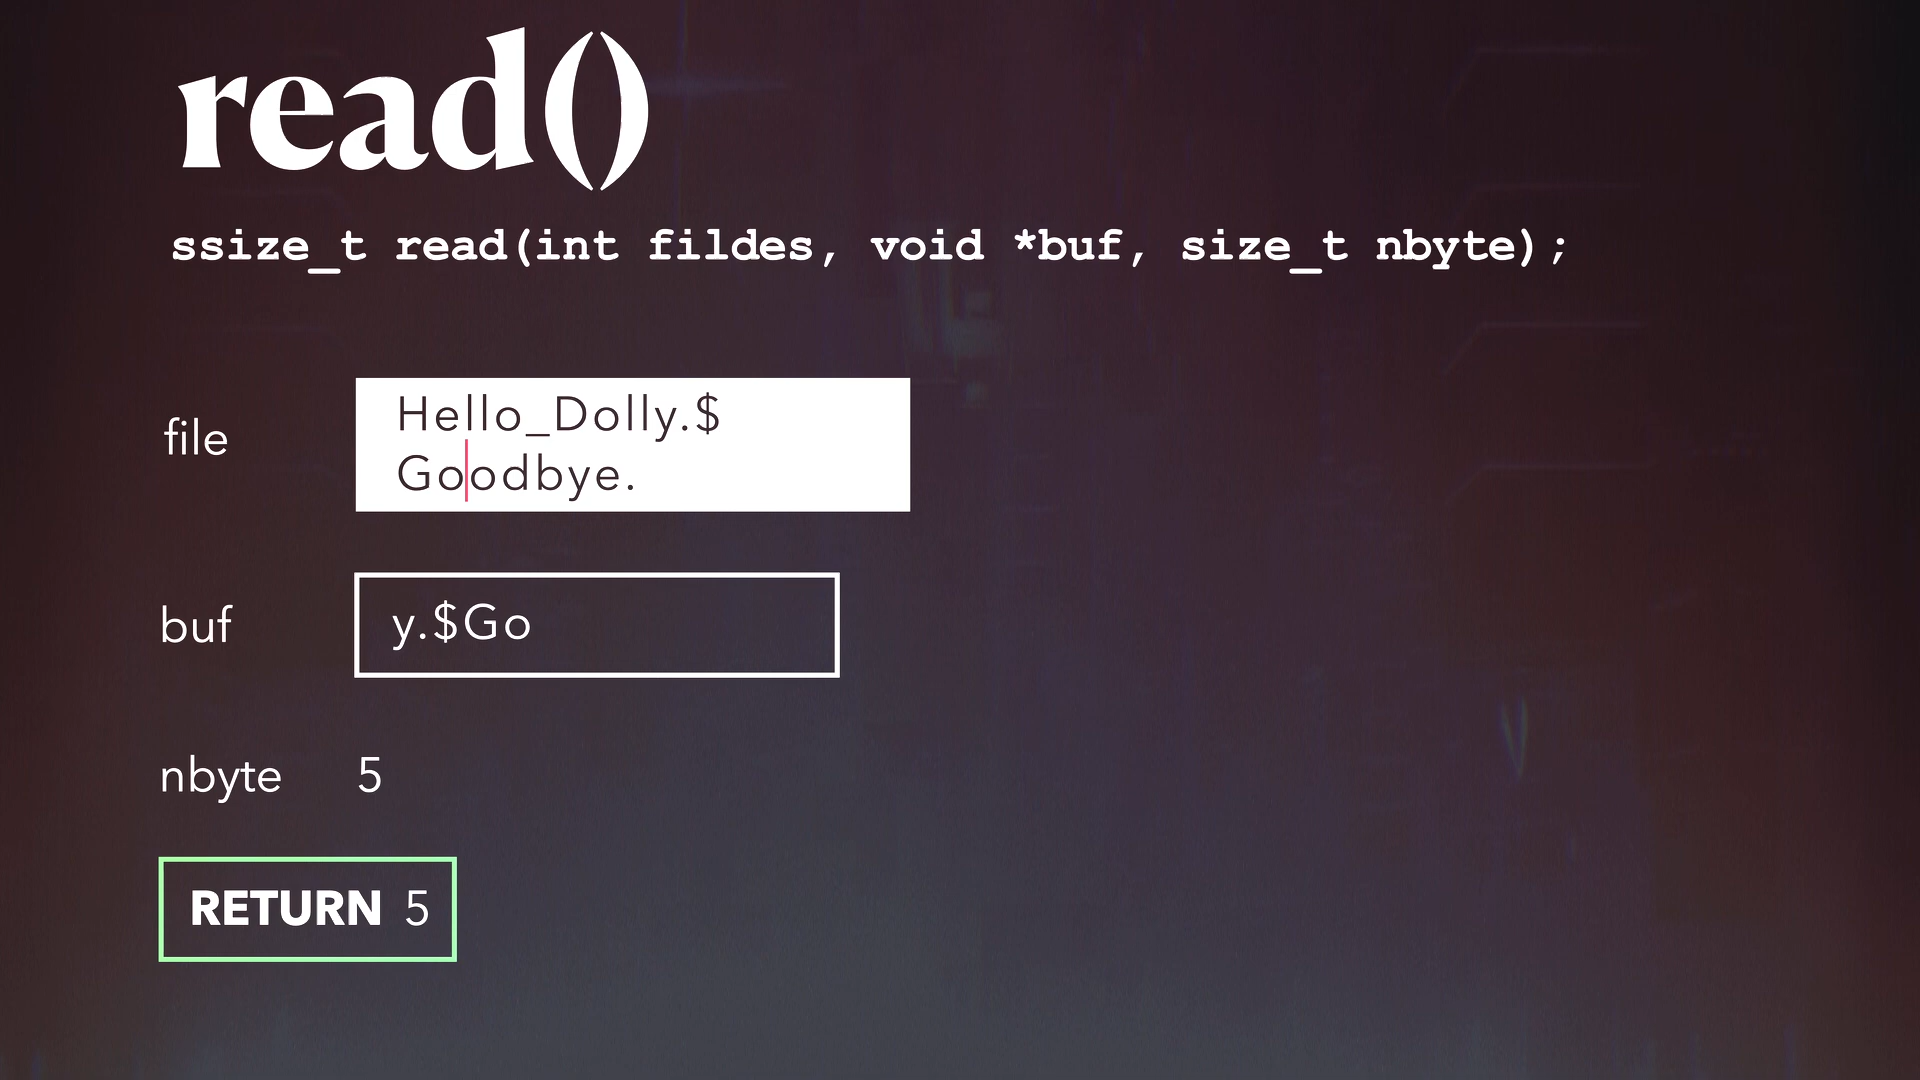 read()
ssize_t read(int fildes, void *buf, size_t nbyte);
file
Hello_Dolly.$
Goodbye.
buf
y.$Go
nbyte 5
RETURN 5